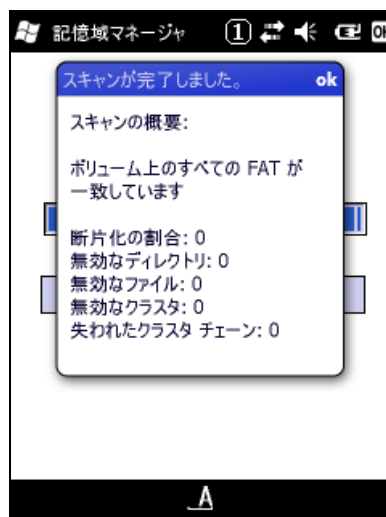 記憶域マネージャ 1 OK
スキャンが完了しました。 ok
スキャンの概要:
ボリューム上のすべての FAT が
一致しています
断片化の割合: 0
無効なディレクトリ: 0
無効なファイル: 0
無効なクラスタ: 0
失われたクラスタ チェーン: 0
A